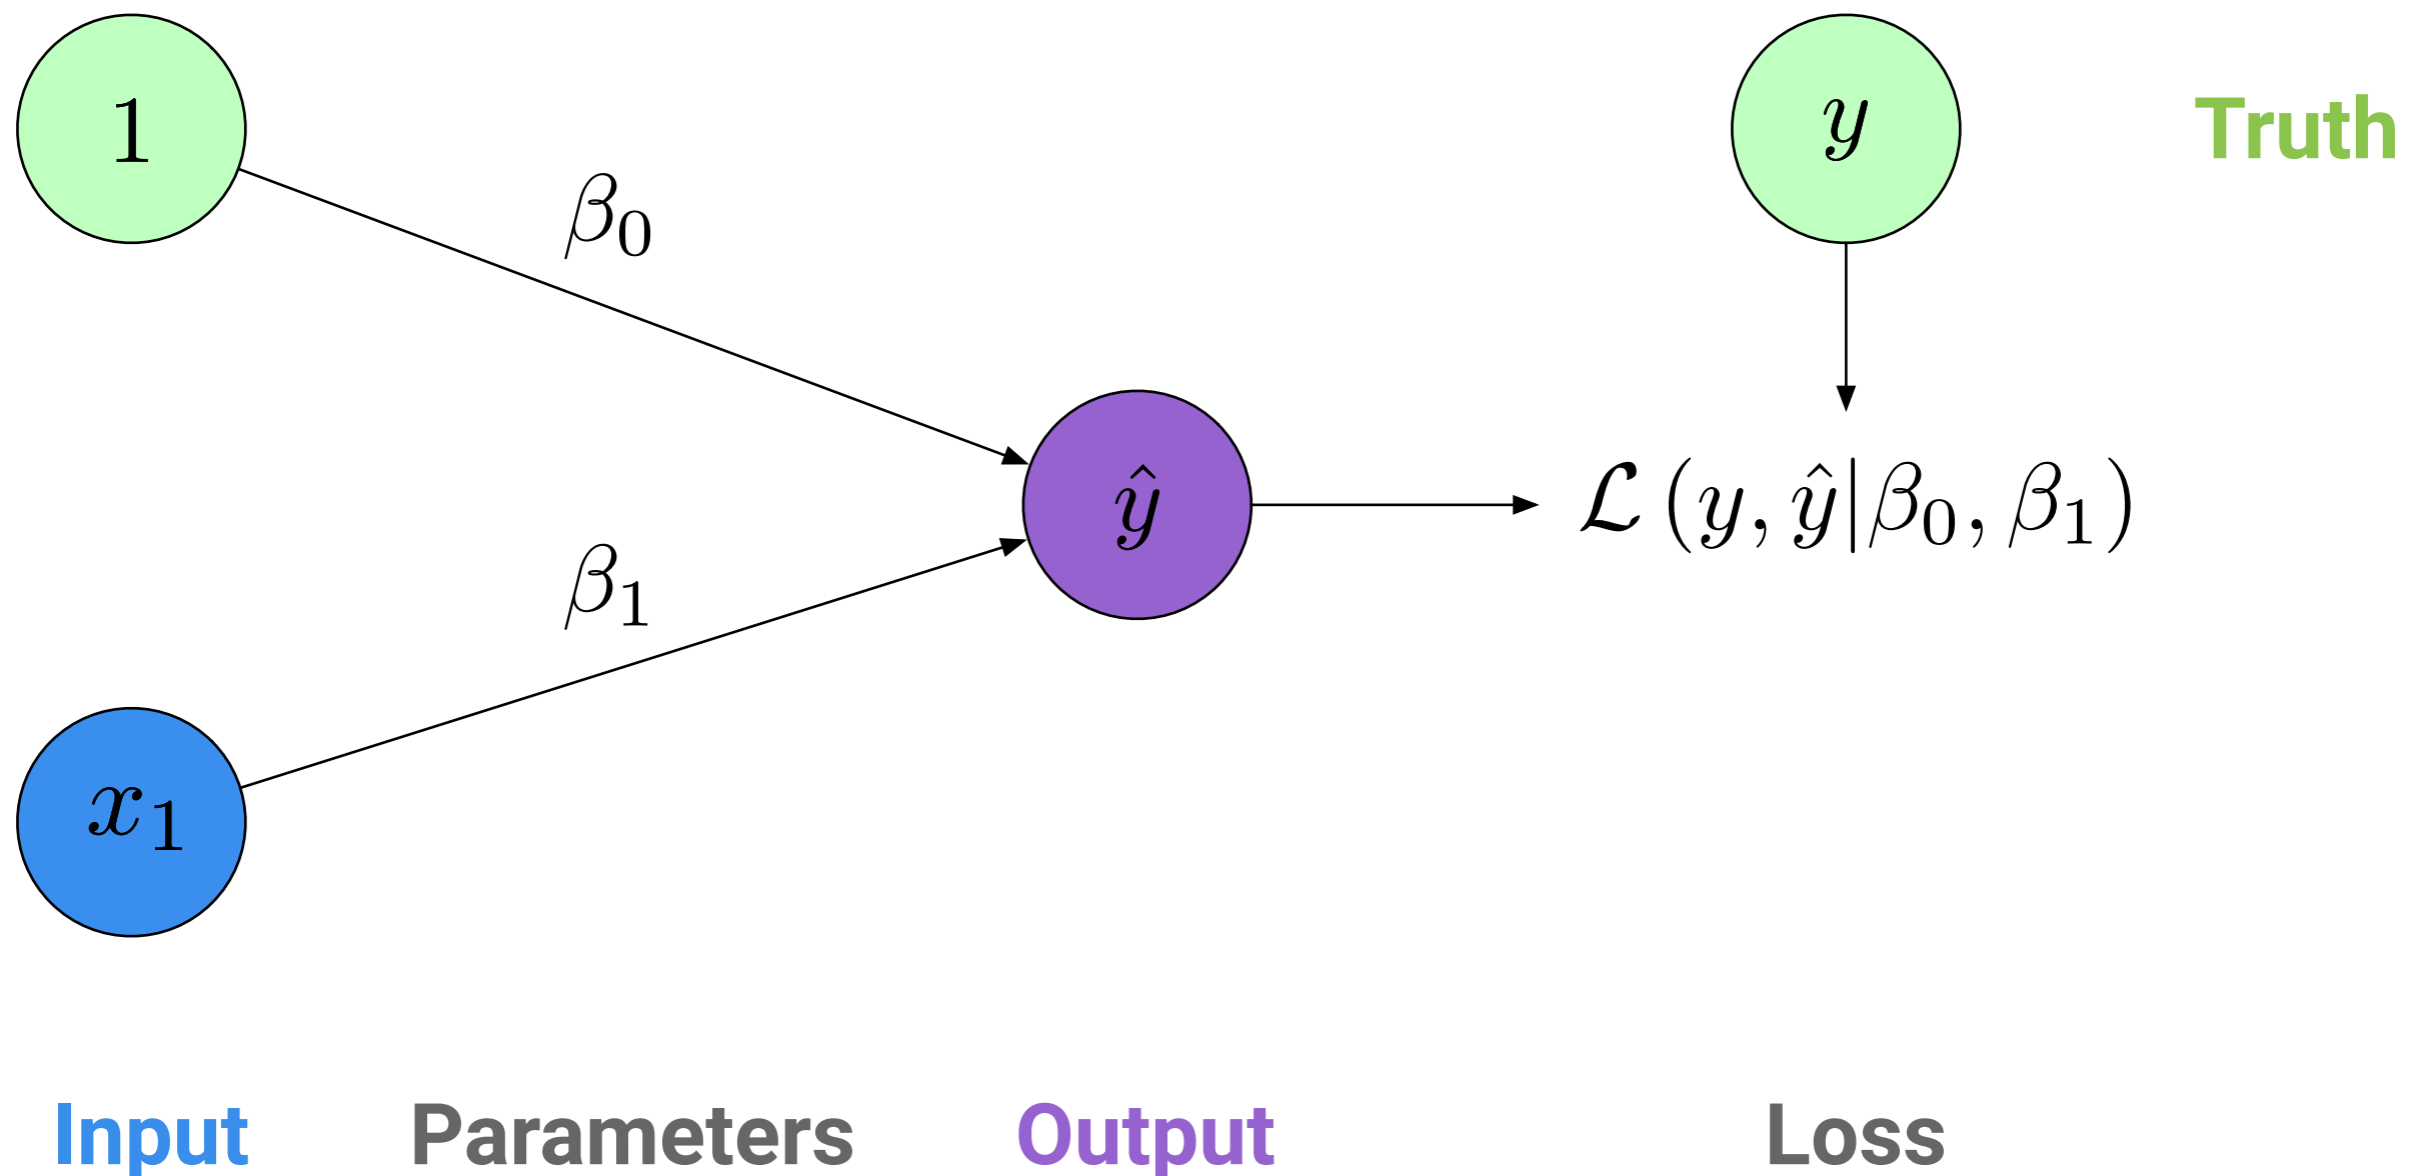 1
y
Truth
β₀
ŷ
ℒ (y, ŷ|β₀, β₁)
β₁
x₁
Input Parameters Output Loss